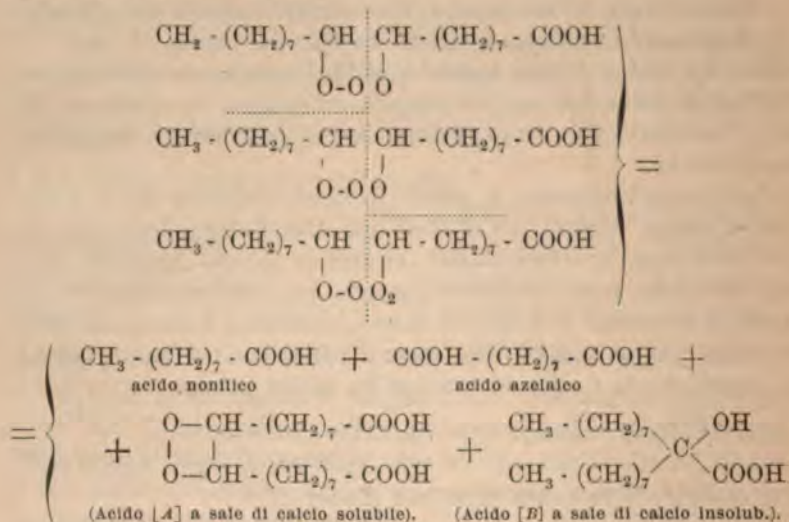 CH₂ · (CH₂)₇ - CH CH - (CH₂)₇ - COOH
O-O O
CH₃ · (CH₂)₇ - CH CH - (CH₂)₇ - COOH
O-O O
CH₃ - (CH₂)₇ - CH CH · CH₂)₇ - COOH
O-O O₂
=
CH₃ - (CH₂)₇ - COOH + COOH - (CH₂)₇ - COOH +
acido nonilico acido azelaico
= + O—CH - (CH₂)₇ - COOH + CH₃ · (CH₂)₇ C OH
O—CH - (CH₂)₇ - COOH CH₃ · (CH₂)₇ COOH
(Acido [A] a sale di calcio solubile). (Acido [B] a sale di calcio insolub.).